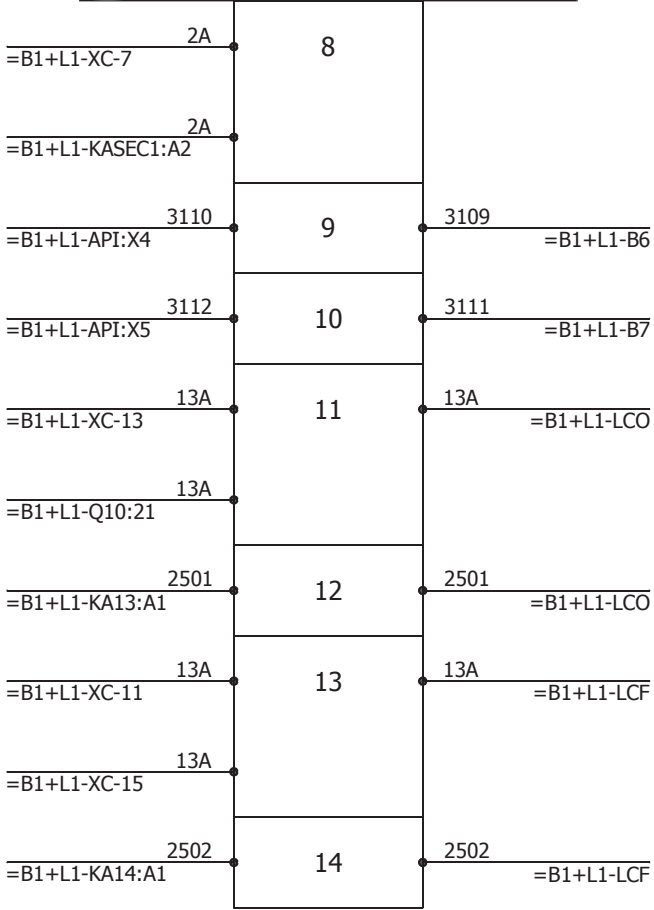 2A
8
=B1+L1-XC-7
2A
=B1+L1-KASEC1:A2
3110 9 3109
=B1+L1-API:X4 =B1+L1-B6
3112 10 3111
=B1+L1-API:X5 =B1+L1-B7
13A 11 13A
=B1+L1-XC-13 =B1+L1-LCO
13A
=B1+L1-Q10:21
2501 12 2501
=B1+L1-KA13:A1 =B1+L1-LCO
13A 13 13A
=B1+L1-XC-11 =B1+L1-LCF
13A
=B1+L1-XC-15
2502 14 2502
=B1+L1-KA14:A1 =B1+L1-LCF